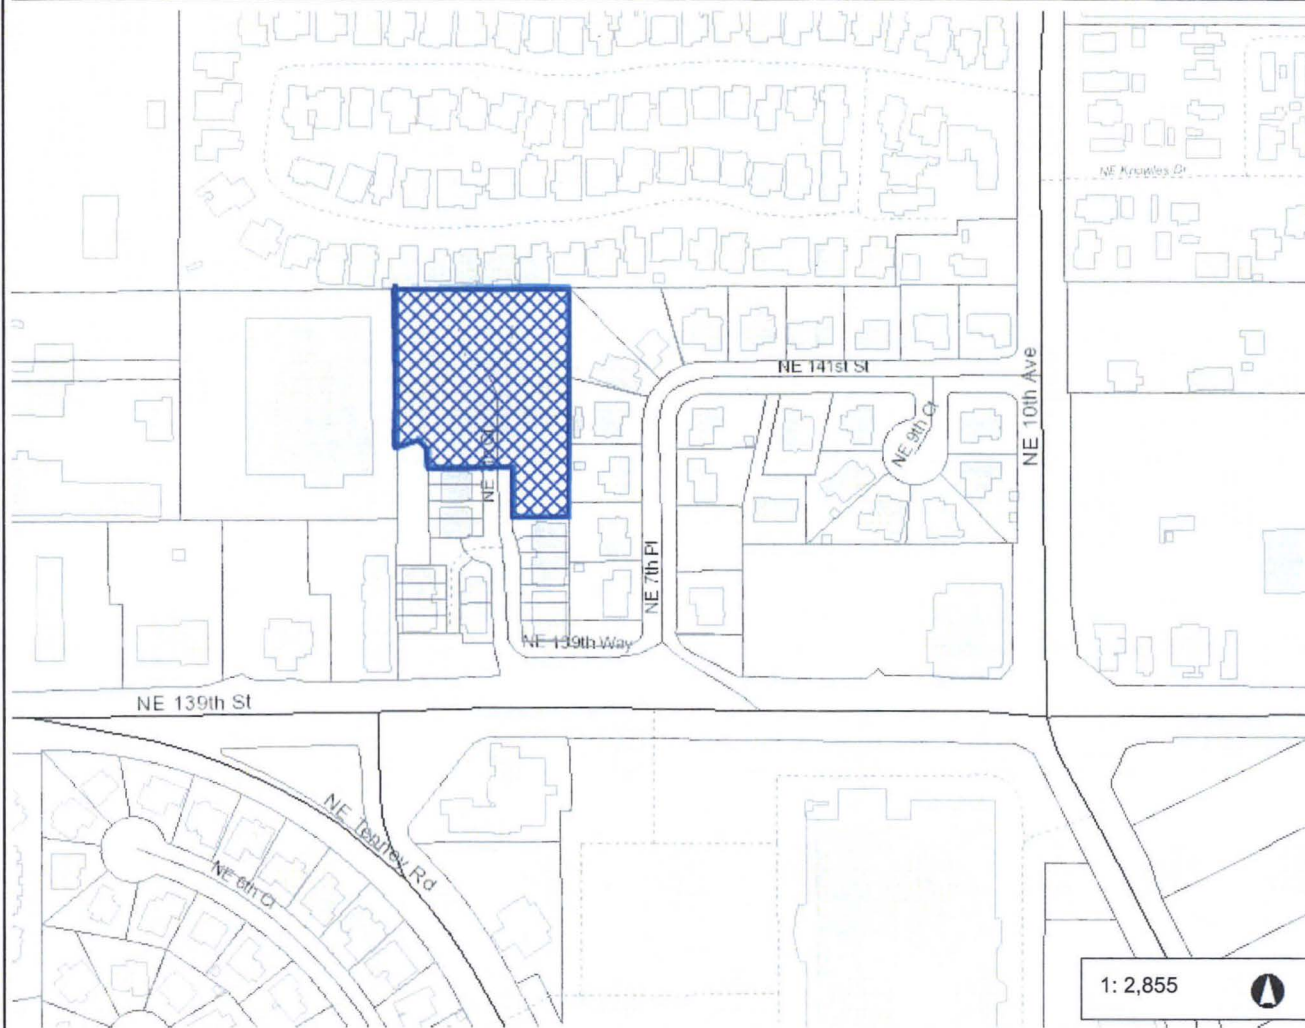 NE Knowles Dr
NE 141st St
NE 10th Ave
NE 9th Ct
NE
NE 7th Pl
NE 139th Way
NE 139th St
NE Tenney Rd
NE 6th Ct
1: 2,855